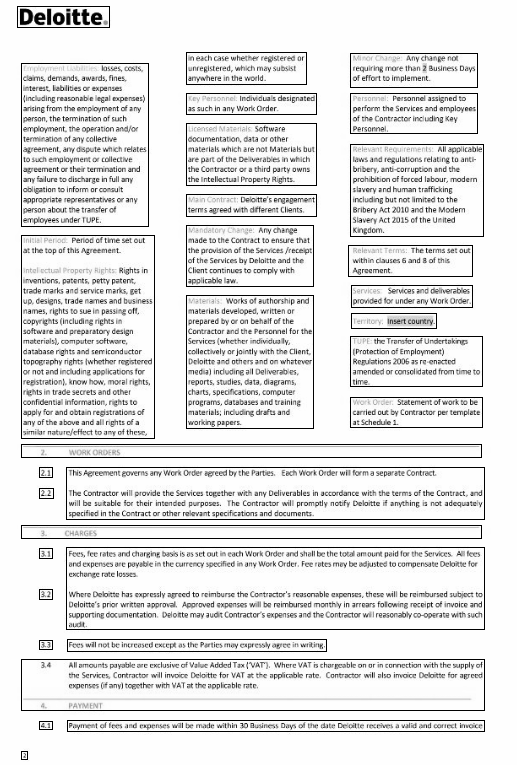 Deloitte.
Employment Liabilities: losses, costs,
claims, demands, awards, fines,
interest, liabilities or expenses
(including reasonable legal expenses)
arising from the employment of any
person, the termination of such
employment, the operation and/or
termination of any collective
agreement, any dispute which relates
to such employment or collective
agreement or their termination and
any failure to discharge in full any
obligation to inform or consult
appropriate representatives or any
person about the transfer of
employees under TUPE.
Initial Period: Period of time set out
at the top of this Agreement.
Intellectual Property Rights: Rights in
inventions, patents, petty patent,
trade marks and service marks, get
up, designs, trade names and business
names, rights to sue in passing off,
copyrights (including rights in
software and preparatory design
materials), computer software,
database rights and semiconductor
topography rights (whether registered
or not and including applications for
registration), know how, moral rights,
rights in trade secrets and other
confidential information, rights to
apply for and obtain registrations of
any of the above and all rights of a
similar nature/effect to any of these,
in each case whether registered or
unregistered, which may subsist
anywhere in the world.
Key Personnel: Individuals designated
as such in any Work Order.
Licensed Materials: Software
documentation, data or other
materials which are not Materials but
are part of the Deliverables in which
the Contractor or a third party owns
the Intellectual Property Rights.
Main Contract: Deloitte's engagement
terms agreed with different Clients.
Mandatory Change: Any change
made to the Contract to ensure that
the provision of the Services /receipt
of the Services by Deloitte and the
Client continues to comply with
applicable law.
Materials: Works of authorship and
materials developed, written or
prepared by or on behalf of the
Contractor and the Personnel for the
Services (whether individually,
collectively or jointly with the Client,
Deloitte and others and on whatever
media) including all Deliverables,
reports, studies, data, diagrams,
charts, specifications, computer
programs, databases and training
materials; including drafts and
working papers.
Minor Change: Any change not
requiring more than 2 Business Days
of effort to implement.
Personnel: Personnel assigned to
perform the Services and employees
of the Contractor including Key
Personnel.
Relevant Requirements: All applicable
laws and regulations relating to anti-
bribery, anti-corruption and the
prohibition of forced labour, modern
slavery and human trafficking
including but not limited to the
Bribery Act 2010 and the Modern
Slavery Act 2015 of the United
Kingdom.
Relevant Terms: The terms set out
within clauses 6 and 8 of this
Agreement.
Services: Services and deliverables
provided for under any Work Order.
Territory: Insert country.
TUPE: the Transfer of Undertakings
(Protection of Employment)
Regulations 2006 as re-enacted
amended or consolidated from time to
time.
Work Order: Statement of work to be
carried out by Contractor per template
at Schedule 1.
2. WORK ORDERS
2.1 This Agreement governs any Work Order agreed by the Parties. Each Work Order will form a separate Contract.
2.2 The Contractor will provide the Services together with any Deliverables in accordance with the terms of the Contract, and
will be suitable for their intended purposes. The Contractor will promptly notify Deloitte if anything is not adequately
specified in the Contract or other relevant specifications and documents.
3. CHARGES
3.1 Fees, fee rates and charging basis is as set out in each Work Order and shall be the total amount paid for the Services. All fees
and expenses are payable in the currency specified in any Work Order. Fee rates may be adjusted to compensate Deloitte for
exchange rate losses.
3.2 Where Deloitte has expressly agreed to reimburse the Contractor's reasonable expenses, these will be reimbursed subject to
Deloitte's prior written approval. Approved expenses will be reimbursed monthly in arrears following receipt of invoice and
supporting documentation. Deloitte may audit Contractor's expenses and the Contractor will reasonably co-operate with such
audit.
3.3 Fees will not be increased except as the Parties may expressly agree in writing.
3.4 All amounts payable are exclusive of Value Added Tax ('VAT'). Where VAT is chargeable on or in connection with the supply of
the Services, Contractor will invoice Deloitte for VAT at the applicable rate. Contractor will also invoice Deloitte for agreed
expenses (if any) together with VAT at the applicable rate.
4. PAYMENT
4.1 Payment of fees and expenses will be made within 30 Business Days of the date Deloitte receives a valid and correct invoice